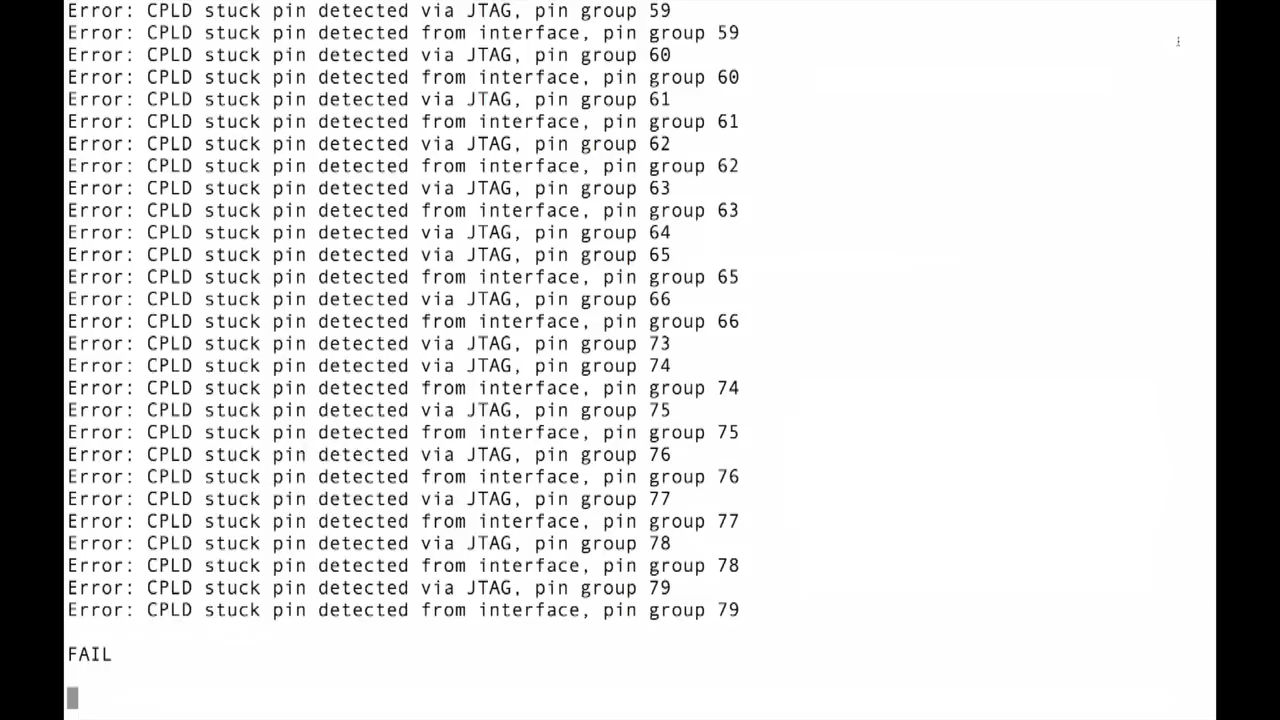 Error: CPLD stuck pin detected via JTAG, pin group 59
Error: CPLD stuck pin detected from interface, pin group 59
Error: CPLD stuck pin detected via JTAG, pin group 60
Error: CPLD stuck pin detected from interface, pin group 60
Error: CPLD stuck pin detected via JTAG, pin group 61
Error: CPLD stuck pin detected from interface, pin group 61
Error: CPLD stuck pin detected via JTAG, pin group 62
Error: CPLD stuck pin detected from interface, pin group 62
Error: CPLD stuck pin detected via JTAG, pin group 63
Error: CPLD stuck pin detected from interface, pin group 63
Error: CPLD stuck pin detected via JTAG, pin group 64
Error: CPLD stuck pin detected via JTAG, pin group 65
Error: CPLD stuck pin detected from interface, pin group 65
Error: CPLD stuck pin detected via JTAG, pin group 66
Error: CPLD stuck pin detected from interface, pin group 66
Error: CPLD stuck pin detected via JTAG, pin group 73
Error: CPLD stuck pin detected via JTAG, pin group 74
Error: CPLD stuck pin detected from interface, pin group 74
Error: CPLD stuck pin detected via JTAG, pin group 75
Error: CPLD stuck pin detected from interface, pin group 75
Error: CPLD stuck pin detected via JTAG, pin group 76
Error: CPLD stuck pin detected from interface, pin group 76
Error: CPLD stuck pin detected via JTAG, pin group 77
Error: CPLD stuck pin detected from interface, pin group 77
Error: CPLD stuck pin detected via JTAG, pin group 78
Error: CPLD stuck pin detected from interface, pin group 78
Error: CPLD stuck pin detected via JTAG, pin group 79
Error: CPLD stuck pin detected from interface, pin group 79
FAIL